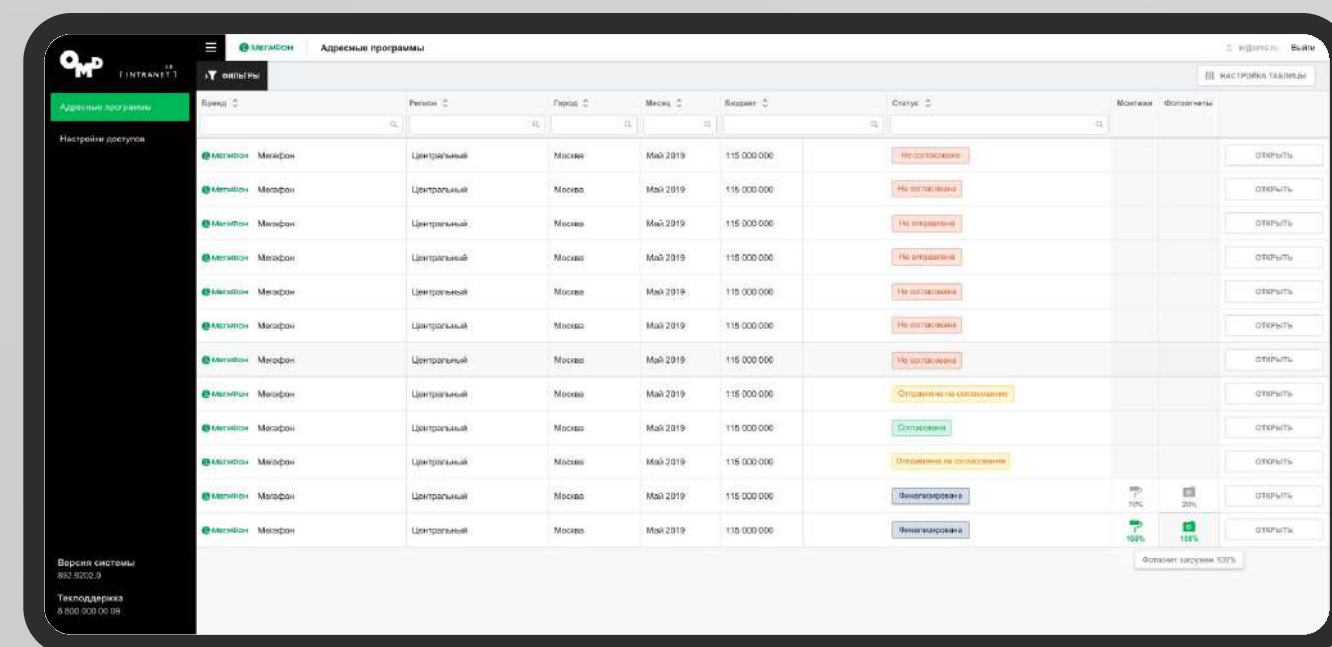 OMP
[INTRANET]
Адресные программы
Настройки доступов
Версия системы
892.9202.0
Техподдержка
8 800 000 00 09
МегаФон Адресные программы Выйти
ФИЛЬТРЫ НАСТРОЙКА ТАБЛИЦЫ
Бренд Регион Город Месяц Бюджет Статус Монтажи Фотоотчеты
МегаФон Мегафон Центральный Москва Май 2019 115 000 000 Не согласована ОТКРЫТЬ
МегаФон Мегафон Центральный Москва Май 2019 115 000 000 Не согласована ОТКРЫТЬ
МегаФон Мегафон Центральный Москва Май 2019 115 000 000 Не отправлена ОТКРЫТЬ
МегаФон Мегафон Центральный Москва Май 2019 115 000 000 Не отправлена ОТКРЫТЬ
МегаФон Мегафон Центральный Москва Май 2019 115 000 000 Не согласована ОТКРЫТЬ
МегаФон Мегафон Центральный Москва Май 2019 115 000 000 Не согласована ОТКРЫТЬ
МегаФон Мегафон Центральный Москва Май 2019 115 000 000 Не согласована ОТКРЫТЬ
МегаФон Мегафон Центральный Москва Май 2019 115 000 000 Отправлена на согласование ОТКРЫТЬ
МегаФон Мегафон Центральный Москва Май 2019 115 000 000 Согласована ОТКРЫТЬ
МегаФон Мегафон Центральный Москва Май 2019 115 000 000 Отправлена на согласование ОТКРЫТЬ
МегаФон Мегафон Центральный Москва Май 2019 115 000 000 Финализирована 70% 20% ОТКРЫТЬ
МегаФон Мегафон Центральный Москва Май 2019 115 000 000 Финализирована 100% 100% ОТКРЫТЬ
Фотоочет загружен 100%